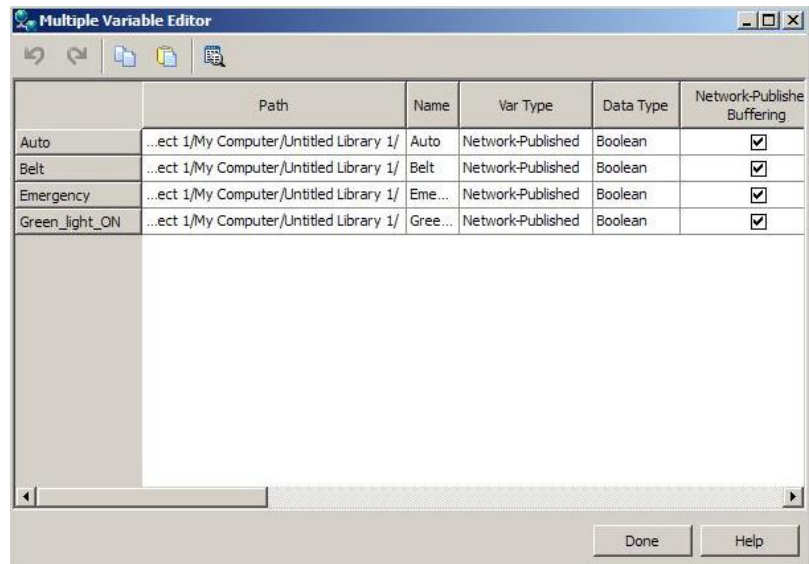 Multiple Variable Editor
Path Name Var Type Data Type Network-Publishe
Buffering
Auto ...ect 1/My Computer/Untitled Library 1/ Auto Network-Published Boolean
Belt ...ect 1/My Computer/Untitled Library 1/ Belt Network-Published Boolean
Emergency ...ect 1/My Computer/Untitled Library 1/ Eme... Network-Published Boolean
Green_light_ON ...ect 1/My Computer/Untitled Library 1/ Gree... Network-Published Boolean
Done Help